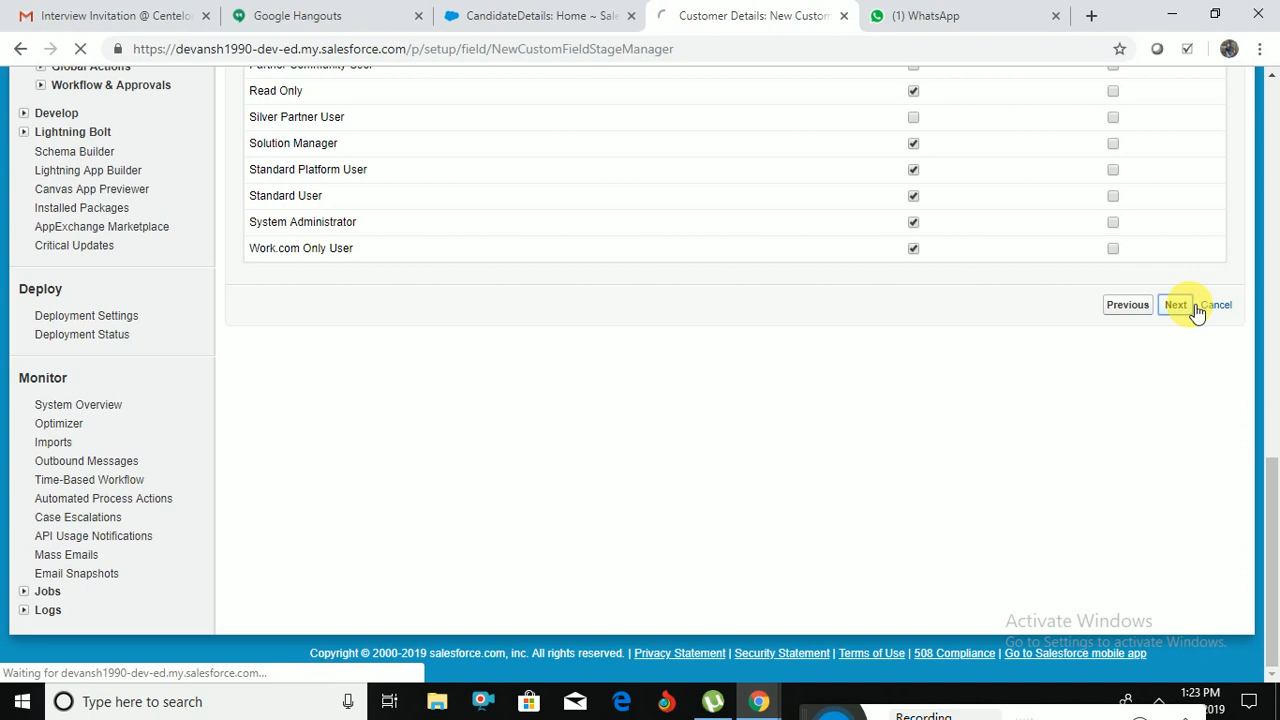 Interview Invitation @ Centelo
Google Hangouts
CandidateDetails: Home ~ Sale
Customer Details: New Custom
(1) WhatsApp
https://devansh1990-dev-ed.my.salesforce.com/p/setup/field/NewCustomFieldStageManager
Global Actions
Workflow & Approvals
Develop
Lightning Bolt
Schema Builder
Lightning App Builder
Canvas App Previewer
Installed Packages
AppExchange Marketplace
Critical Updates
Deploy
Deployment Settings
Deployment Status
Monitor
System Overview
Optimizer
Imports
Outbound Messages
Time-Based Workflow
Automated Process Actions
Case Escalations
API Usage Notifications
Mass Emails
Email Snapshots
Jobs
Logs
Partner Community User
Read Only
Silver Partner User
Solution Manager
Standard Platform User
Standard User
System Administrator
Work.com Only User
Previous Next Cancel
Activate Windows
Go to Settings to activate Windows.
Copyright © 2000-2019 salesforce.com, inc. All rights reserved. | Privacy Statement | Security Statement | Terms of Use | 508 Compliance | Go to Salesforce mobile app
Waiting for devansh1990-dev-ed.my.salesforce.com...
Type here to search
Recording
1:23 PM
2019